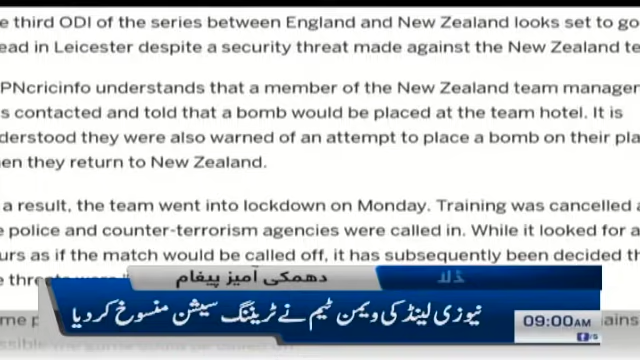 e third ODI of the series between England and New Zealand looks set to go
ead in Leicester despite a security threat made against the New Zealand te
PNcricinfo understands that a member of the New Zealand team manager
s contacted and told that a bomb would be placed at the team hotel. It is
derstood they were also warned of an attempt to place a bomb on their pla
en they return to New Zealand.
a result, the team went into lockdown on Monday. Training was cancelled a
e police and counter-terrorism agencies were called in. While it looked for a
urs as if the match would be called off, it has subsequently been decided th
e
دھمکی آمیز پیغام
نیوزی لینڈ کی ویمن ٹیم نے ٹریننگ سیشن منسوخ کر دیا
09:00AM
me p